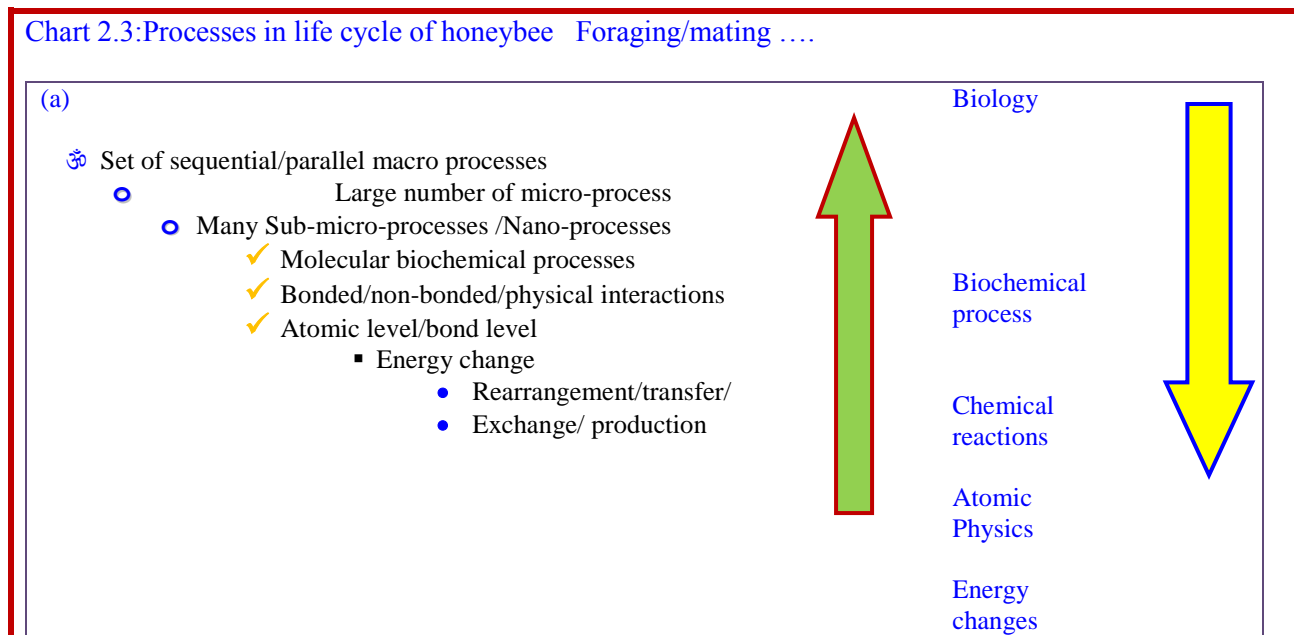 Chart 2.3:Processes in life cycle of honeybee Foraging/mating ….
(a)
ॐ Set of sequential/parallel macro processes
Large number of micro-process
Many Sub-micro-processes /Nano-processes
Molecular biochemical processes
Bonded/non-bonded/physical interactions
Atomic level/bond level
Energy change
Rearrangement/transfer/
Exchange/ production
Biology
Biochemical
process
Chemical
reactions
Atomic
Physics
Energy
changes